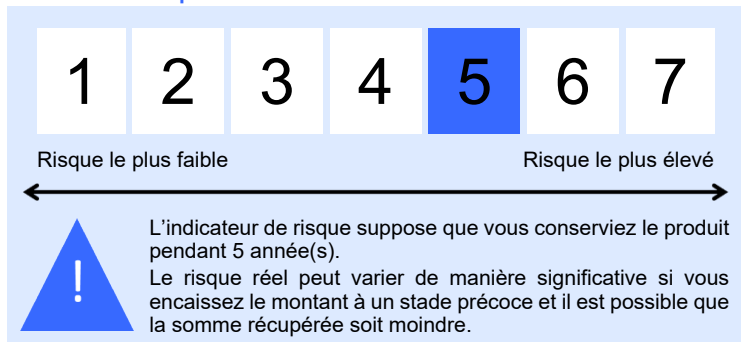 1 2 3 4 5 6 7
Risque le plus faible Risque le plus élevé
!
L'indicateur de risque suppose que vous conserviez le produit
pendant 5 année(s).
Le risque réel peut varier de manière significative si vous
encaissez le montant à un stade précoce et il est possible que
la somme récupérée soit moindre.